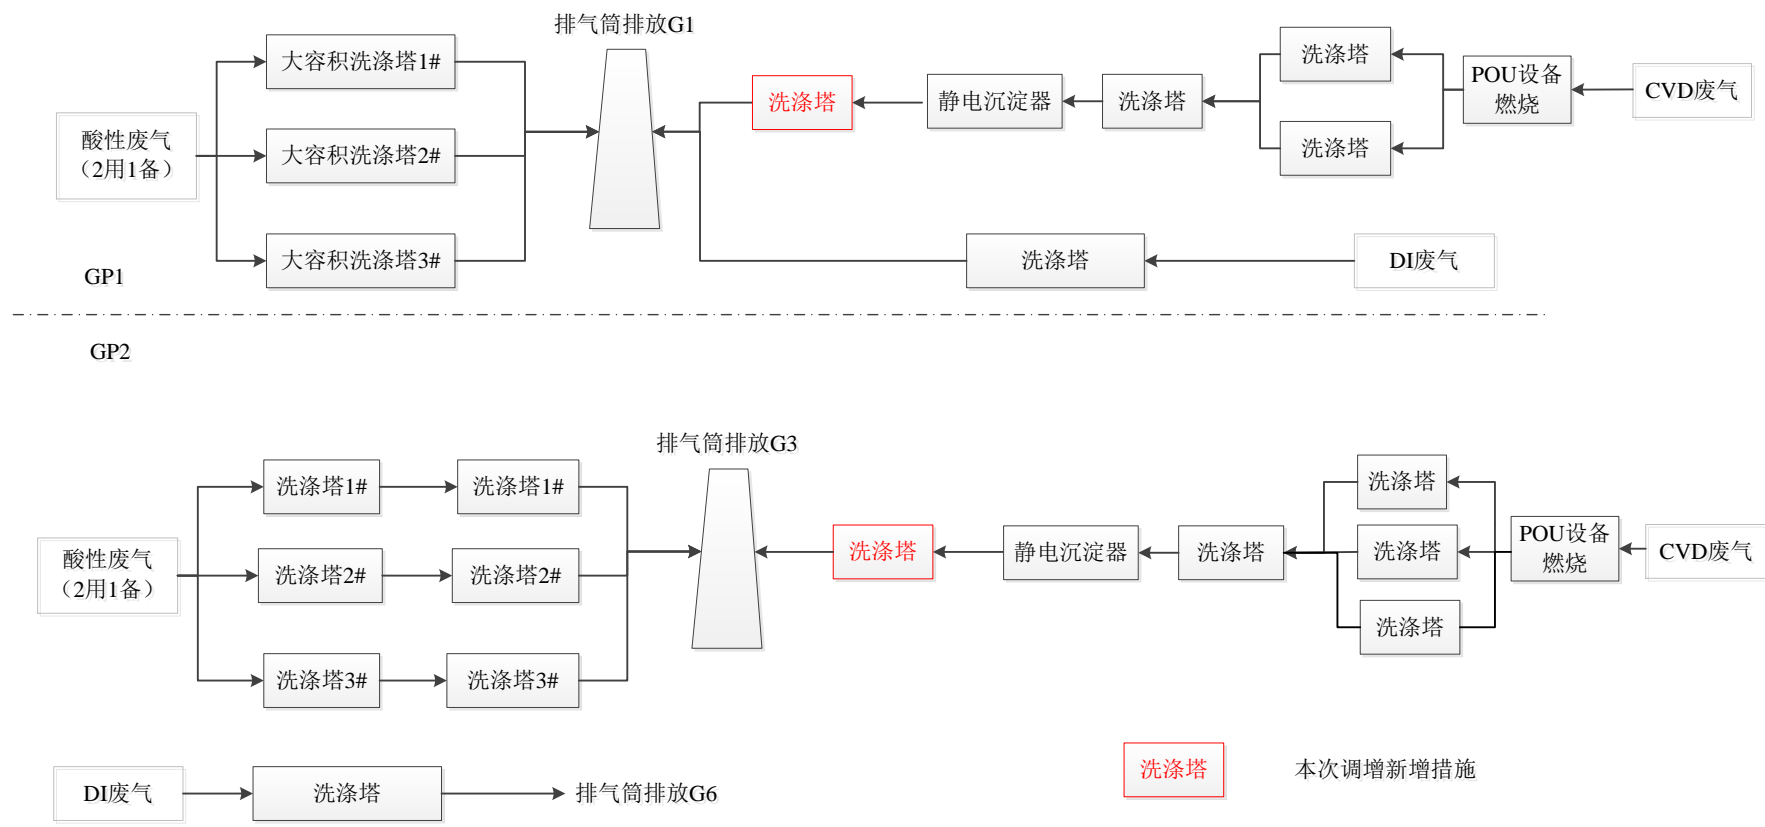 排气筒排放G1
大容积洗涤塔1#
洗涤塔
洗涤塔
静电沉淀器
洗涤塔
POU设备
燃烧
CVD废气
酸性废气
（2用1备）
大容积洗涤塔2#
洗涤塔
大容积洗涤塔3#
洗涤塔
DI废气
GP1
GP2
排气筒排放G3
洗涤塔1#
洗涤塔1#
洗涤塔
酸性废气
（2用1备）
洗涤塔2#
洗涤塔2#
洗涤塔
静电沉淀器
洗涤塔
洗涤塔
POU设备
燃烧
CVD废气
洗涤塔
洗涤塔3#
洗涤塔3#
DI废气
洗涤塔
排气筒排放G6
洗涤塔
本次调增新增措施